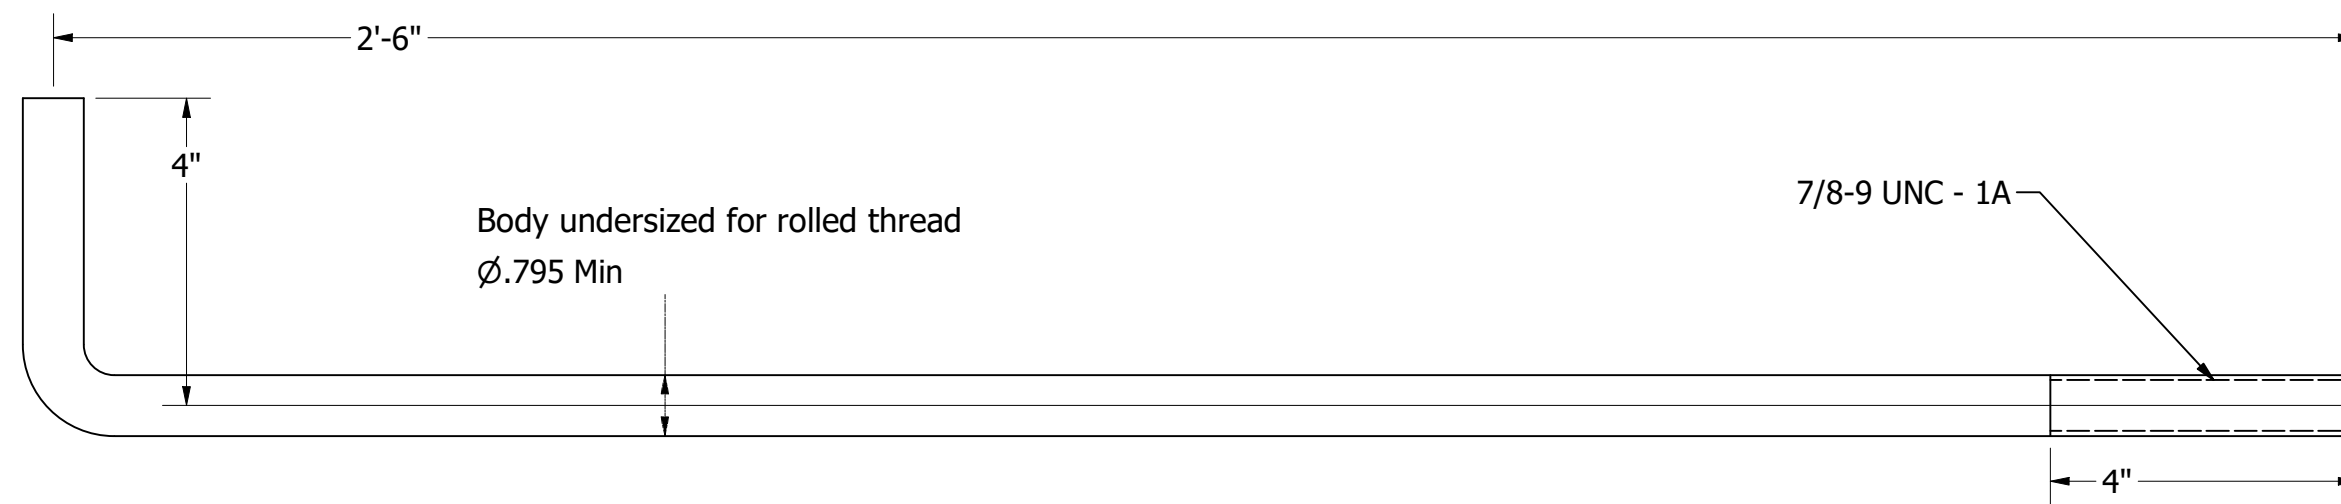 2'-6"
4"
7/8-9 UNC - 1A
Body undersized for rolled thread
Ø.795 Min
4"